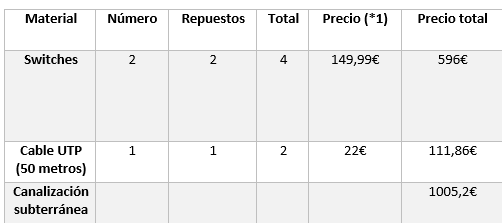 Material Número Repuestos Total Precio (*1) Precio total
Switches 2 2 4 149,99€ 596€
Cable UTP 1 1 2 22€ 111,86€
(50 metros)
Canalización 1005,2€
subterránea